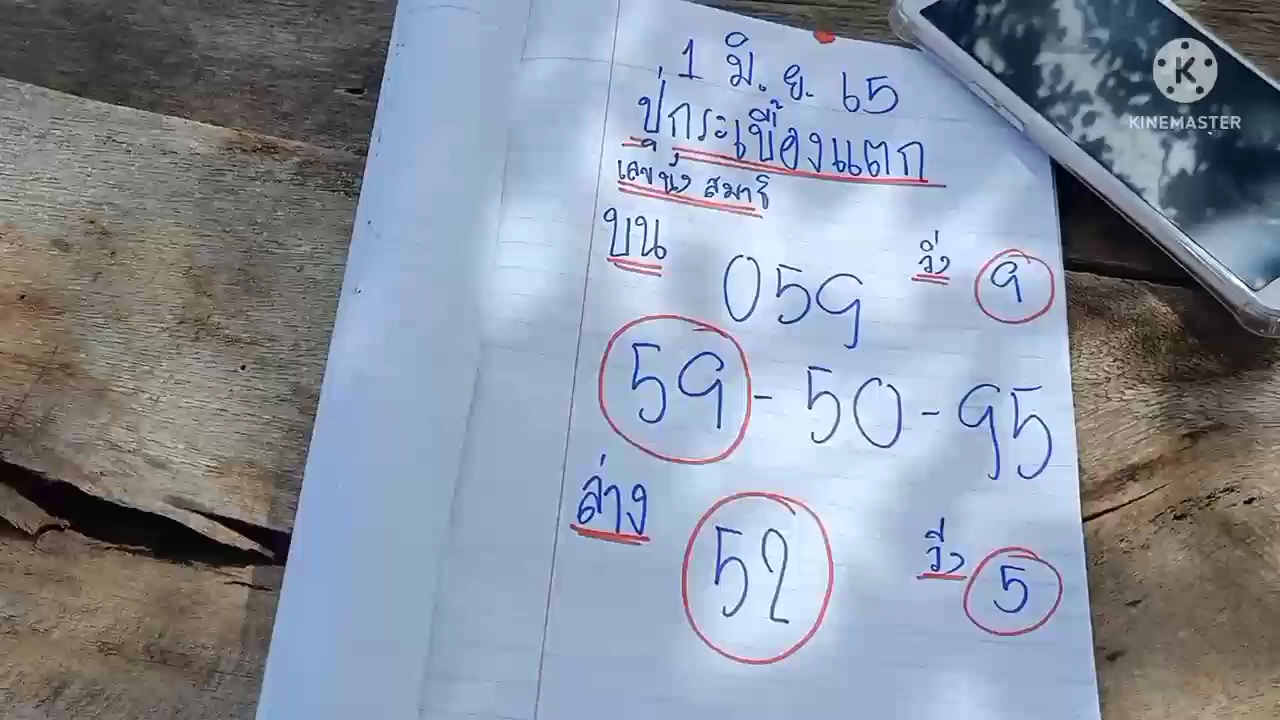 1 มิ.ย. 65
ปู่กระเบื้องแตก
เลขนั่ง สมาธิ
บน
059 วิ่ง 9
59 - 50 - 95
ล่าง
52 วิ่ง 5
K
KINEMASTER